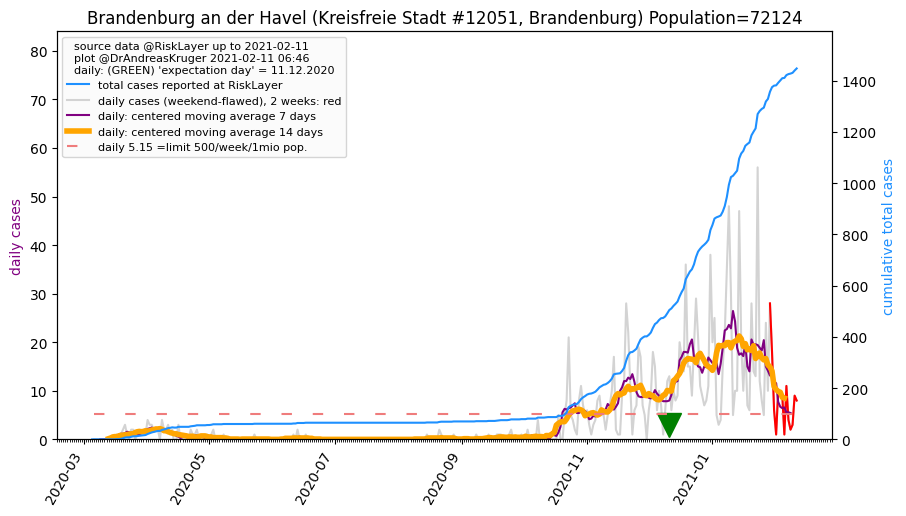 Brandenburg an der Havel (Kreisfreie Stadt #12051, Brandenburg) Population=72124
source data @RiskLayer up to 2021-02-11
plot @DrAndreasKruger 2021-02-11 06:46
daily: (GREEN) 'expectation day' = 11.12.2020
total cases reported at RiskLayer
daily cases (weekend-flawed), 2 weeks: red
daily: centered moving average 7 days
daily: centered moving average 14 days
daily 5.15 =limit 500/week/1mio pop.
daily cases
80
70
60
50
40
30
20
10
0
cumulative total cases
1400
1200
1000
800
600
400
200
0
2020-03
2020-05
2020-07
2020-09
2020-11
2021-01